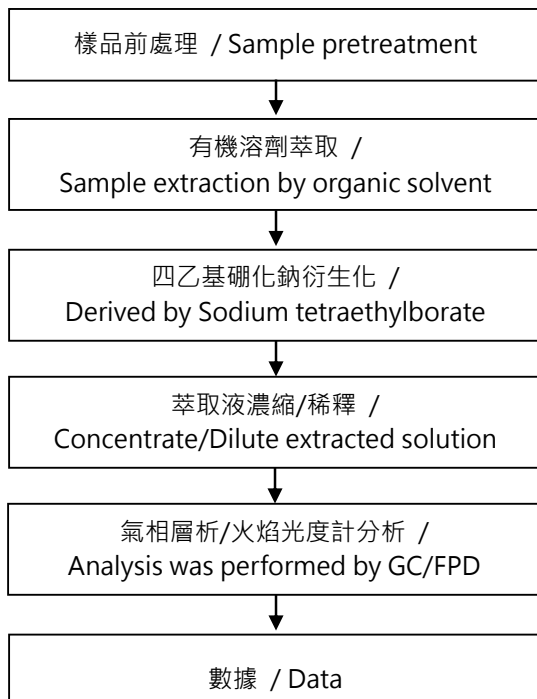 樣品前處理 / Sample pretreatment
有機溶劑萃取 /
Sample extraction by organic solvent
四乙基硼化鈉衍生化 /
Derived by Sodium tetraethylborate
萃取液濃縮/稀釋 /
Concentrate/Dilute extracted solution
氣相層析/火焰光度計分析 /
Analysis was performed by GC/FPD
數據 / Data